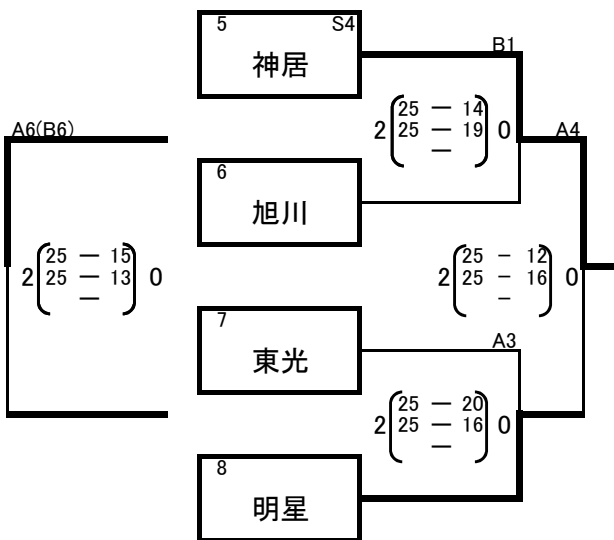 5 S4
神居
B1
2 25 － 14 0
25 － 19
－
A6(B6)
A4
6
旭川
2 25 － 15 0
25 － 13
－
2 25 － 12 0
25 － 16
－
7
東光
A3
2 25 － 20 0
25 － 16
－
8
明星